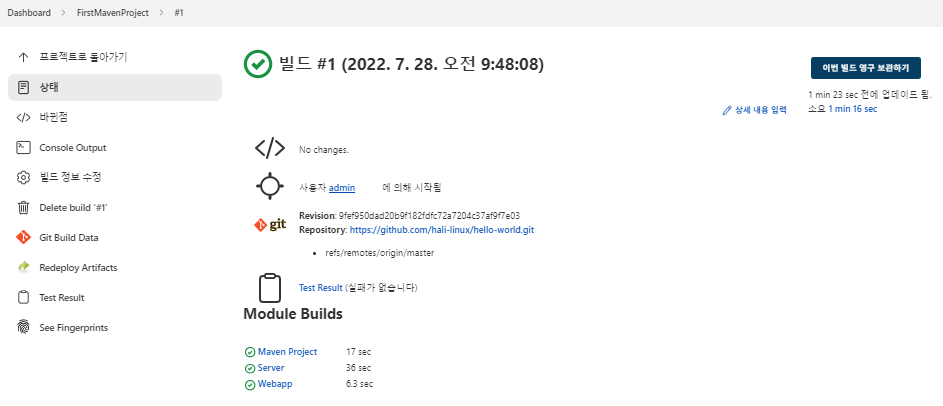 Dashboard > FirstMavenProject > #1
프로젝트로 돌아가기
상태
바뀐점
Console Output
빌드 정보 수정
Delete build ‘#1’
Git Build Data
Redeploy Artifacts
Test Result
See Fingerprints
빌드 #1 (2022. 7. 28. 오전 9:48:08)
이번 빌드 영구 보관하기
1 min 23 sec 전에 업데이트 됨.
소요 1 min 16 sec
상세 내용 입력
No changes.
사용자 admin 에 의해 시작됨
git
Revision: 9fef950dad20b9f182fdfc72a7204c37af9f7e03
Repository: https://github.com/hali-linux/hello-world.git
• refs/remotes/origin/master
Test Result (실패가 없습니다)
Module Builds
Maven Project 17 sec
Server 36 sec
Webapp 6.3 sec